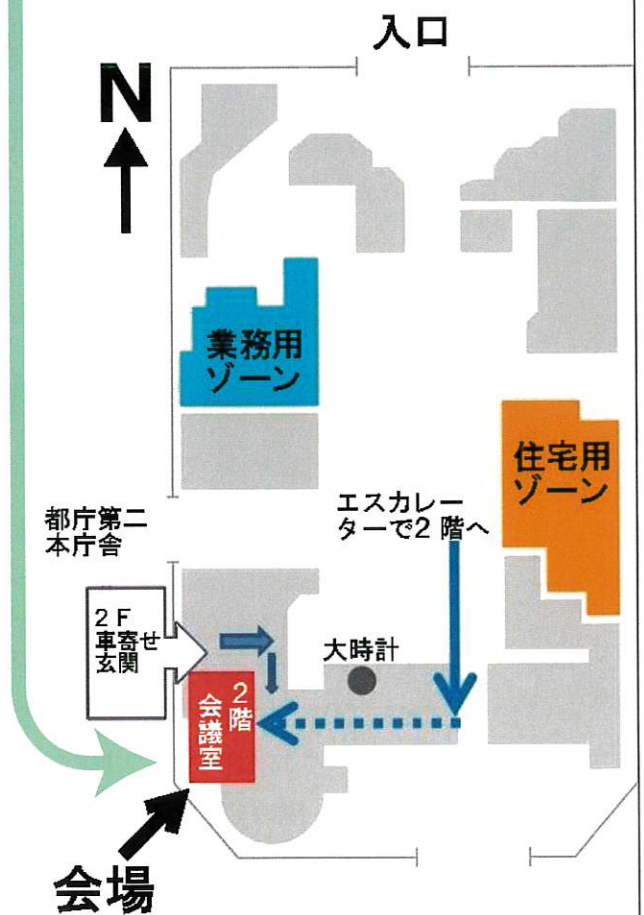 入口
N
業務用
ゾーン
住宅用
ゾーン
エスカレー
ターで2 階へ
都庁第二
本庁舎
2F
車寄せ
玄関
大時計
2階
会議室
会場